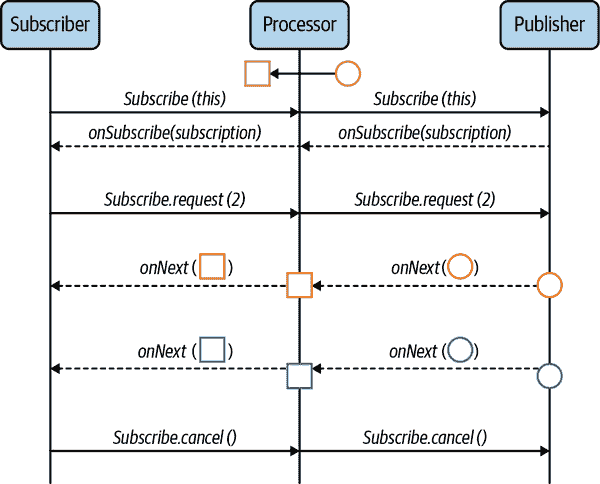 Subscriber Processor Publisher
Subscribe (this) Subscribe (this)
onSubscribe(subscription) onSubscribe(subscription)
Subscribe.request (2) Subscribe.request (2)
onNext ( ) onNext( )
onNext ( ) onNext ( )
Subscribe.cancel () Subscribe.cancel ()